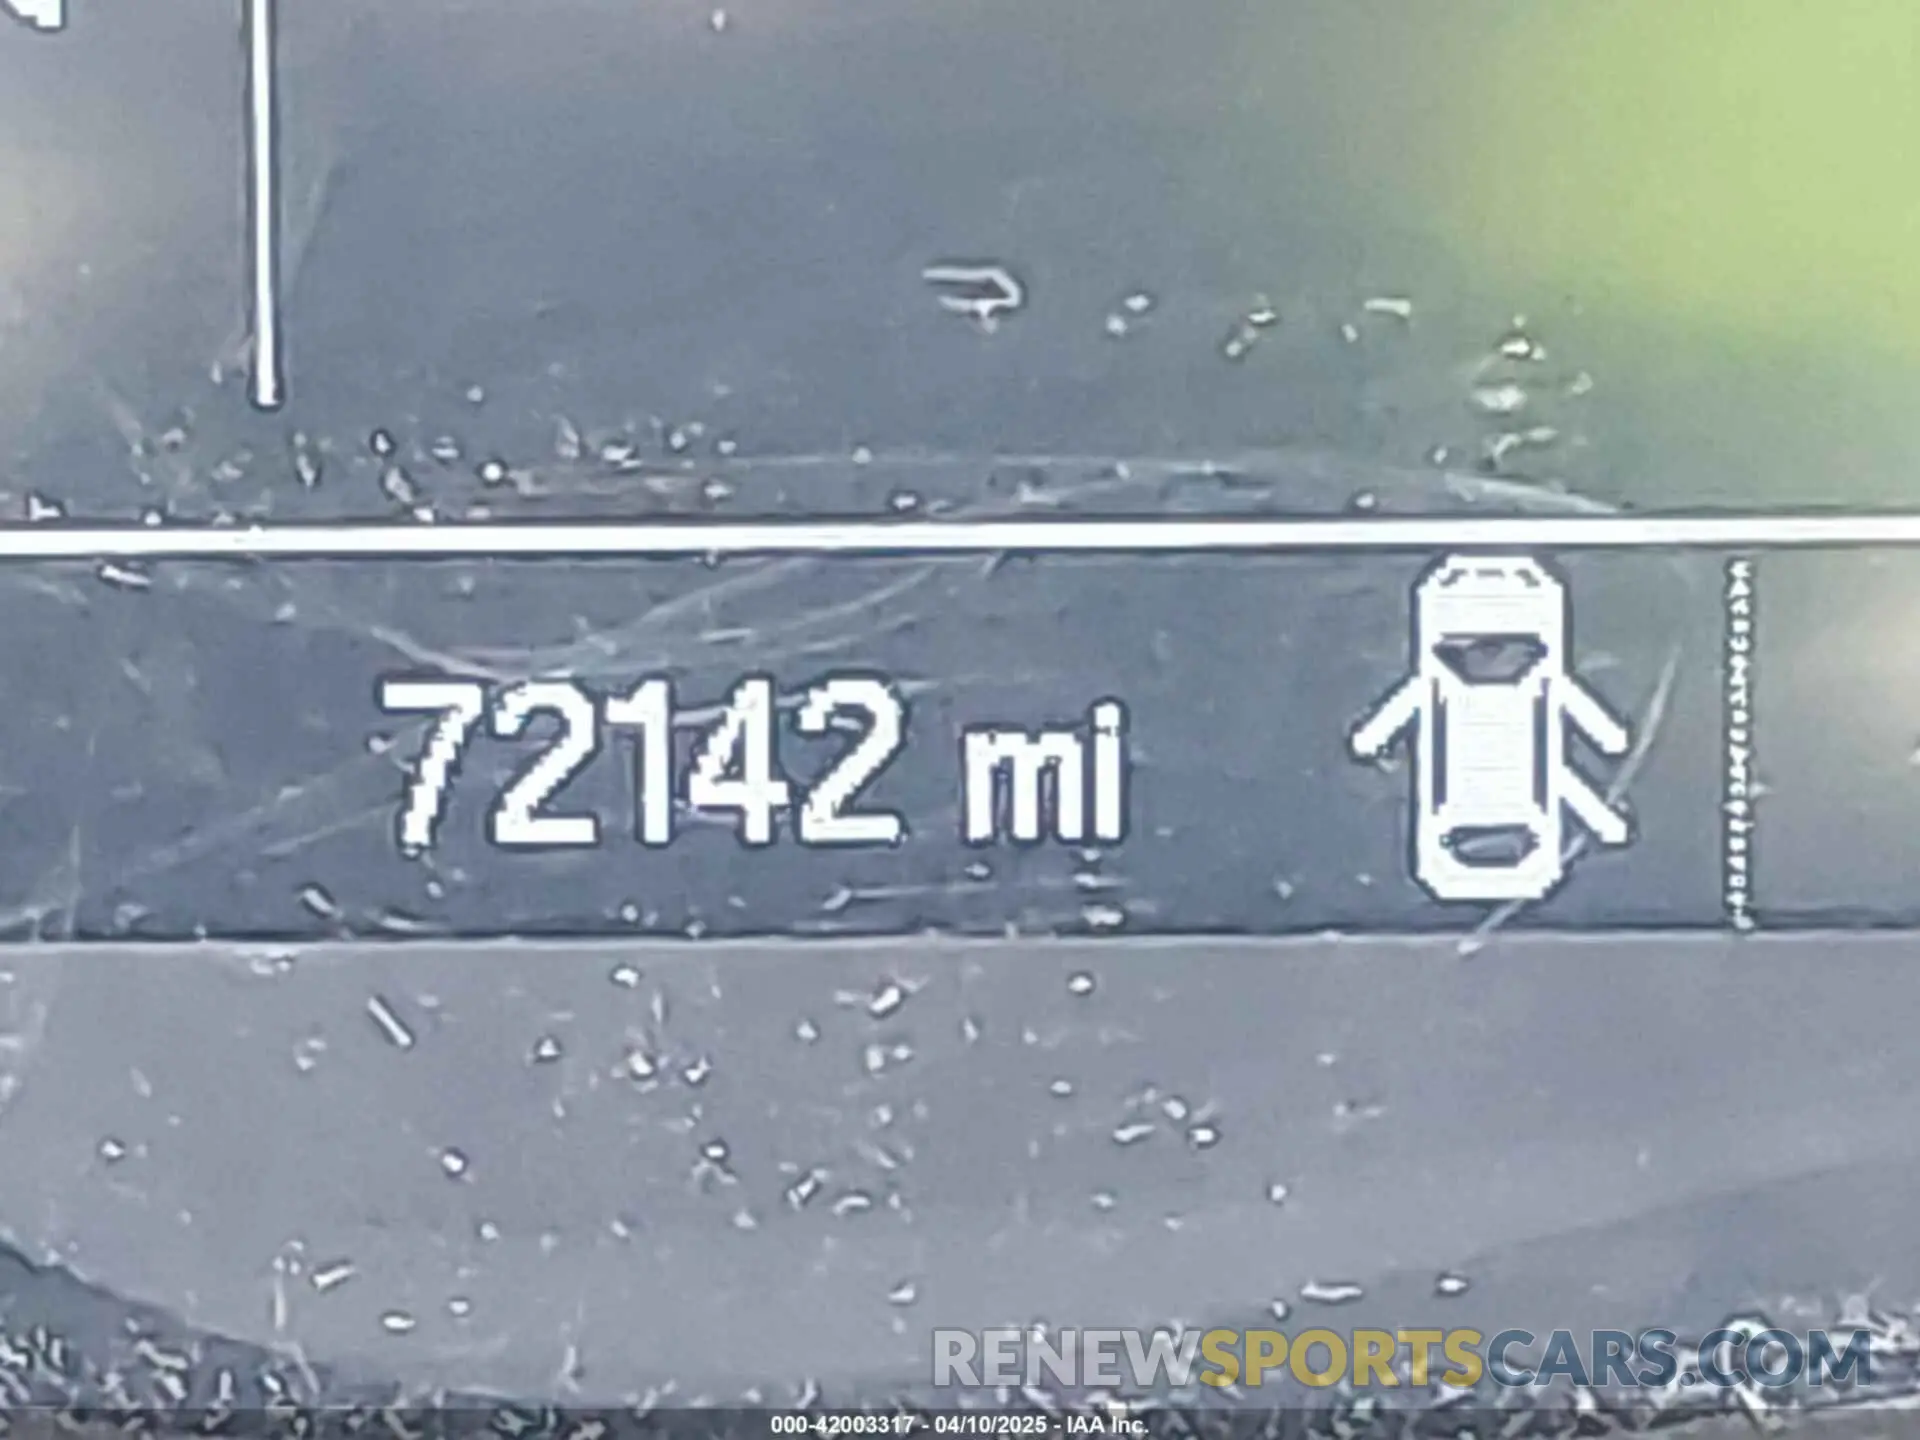 72142 mi
RENEWSPORTSCARS.COM
000-42003317 - 04/10/2025 - IAA Inc.